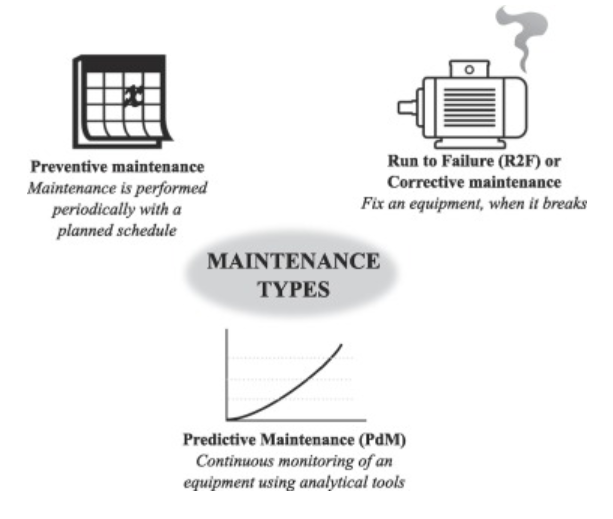 Preventive maintenance
Maintenance is performed
periodically with a
planned schedule
Run to Failure (R2F) or
Corrective maintenance
Fix an equipment, when it breaks
MAINTENANCE
TYPES
Predictive Maintenance (PdM)
Continuous monitoring of an
equipment using analytical tools